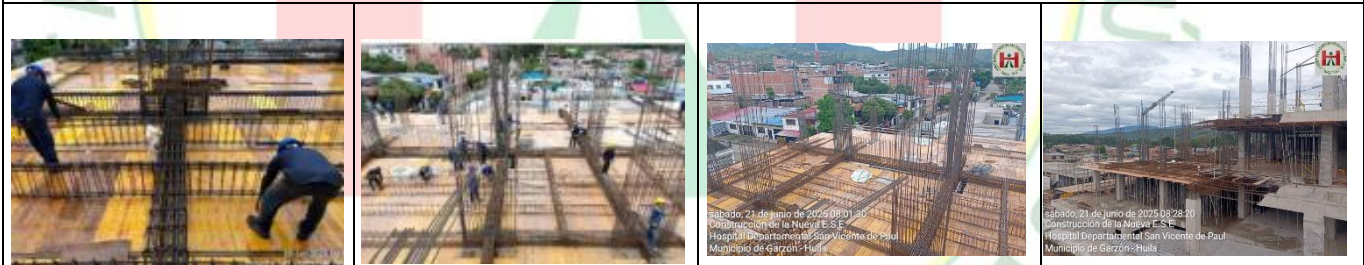 sábado, 21 de junio de 2025 08:01:30
Construcción de la Nueva E.S.E
Hospital Departamental San Vicente de Paul
Municipio de Garzón - Huila
sábado, 21 de junio de 2025 08:28:20
Construcción de la Nueva E.S.E
Hospital Departamental San Vicente de Paul
Municipio de Garzón - Huila